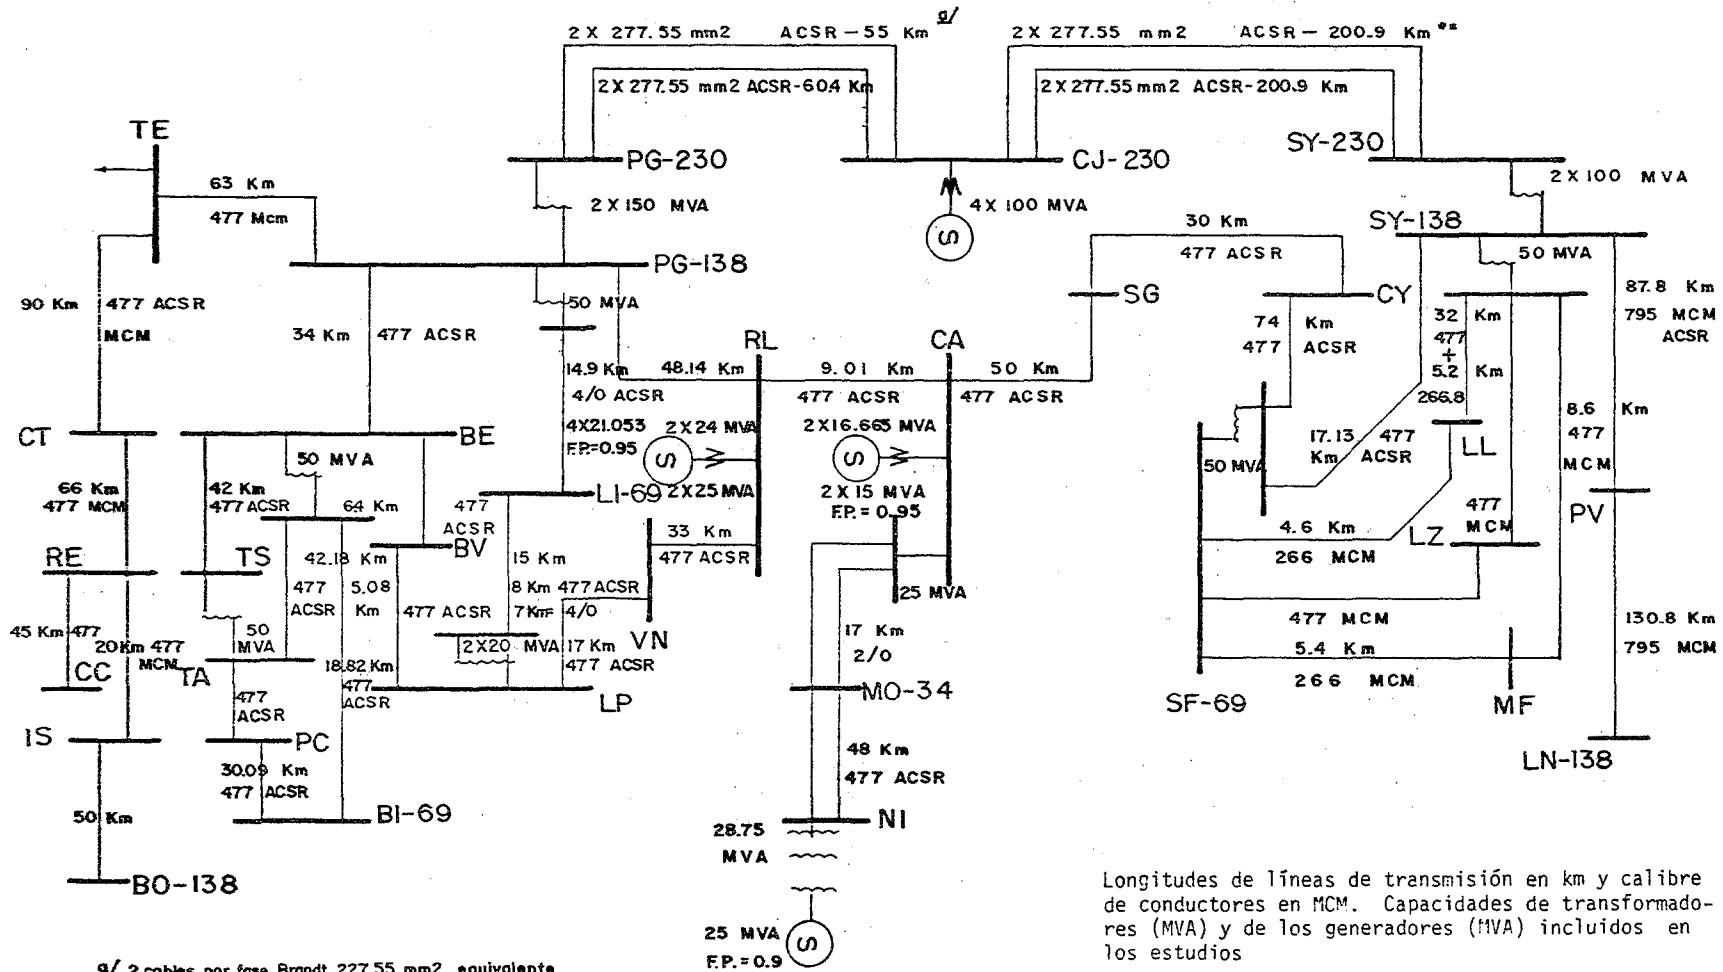 a/
2 X 277.55 mm2 ACSR-55 Km
2 X 277.55 mm2 ACSR- 200.9 Km **
2 X 277.55 mm2 ACSR-604 Km
2 X 277.55 mm2 ACSR-200.9 Km
TE
PG-230
CJ-230
SY-230
63 Km
477 Mcm
2 X 150 MVA
4 X 100 MVA
2 X 100 MVA
30 Km
477 ACSR
SY-138
PG-138
50 MVA
50 MVA
SG
CY
87.8 Km
795 MCM
ACSR
90 Km
477 ACSR
MCM
34 Km
477 ACSR
RL
CA
74 Km
477 ACSR
32 Km
477
+
5.2 Km
266.8
14.9 Km
4/0 ACSR
48.14 Km
9.01 Km
477 ACSR
50 Km
477 ACSR
8.6 Km
477
MCM
CT
BE
4X21.053
F.P.=0.95
2X24 MVA
S
2X25 MVA
2X16.665 MVA
S
2 X 15 MVA
F.P.=0.95
S
17.13 477
Km ACSR
LL
50 MVA
50 MVA
66 Km
477 MCM
42 Km
477 ACSR
64 Km
477
ACSR
LI-69
477
MCM
PV
RE
TS
42.18 Km
BV
15 Km
33 Km
477 ACSR
4.6 Km
266 MCM
LZ
477
ACSR
5.08
Km
477 ACSR
8 Km 477 ACSR
7 Km 4/0
25 MVA
45 Km 477
20Km 477
MCM
50
MVA
2X20 MVA
17 Km
477 ACSR
VN
17 Km
2/0
477 MCM
5.4 Km
266 MCM
130.8 Km
795 MCM
CC
TA
18.82 Km
477
ACSR
LP
MO-34
SF-69
MF
477
ACSR
IS
PC
30.09 Km
477 ACSR
48 Km
477 ACSR
LN-138
50 Km
BI-69
NI
28.75
MVA
BO-138
25 MVA
F.P.=0.9
S
Longitudes de líneas de transmisión en km y calibre
de conductores en MCM. Capacidades de transformado-
res (MVA) y de los generadores (MVA) incluidos en
los estudios
a/ 2 cables por fase Brandt 227.55 mm2 equivalente